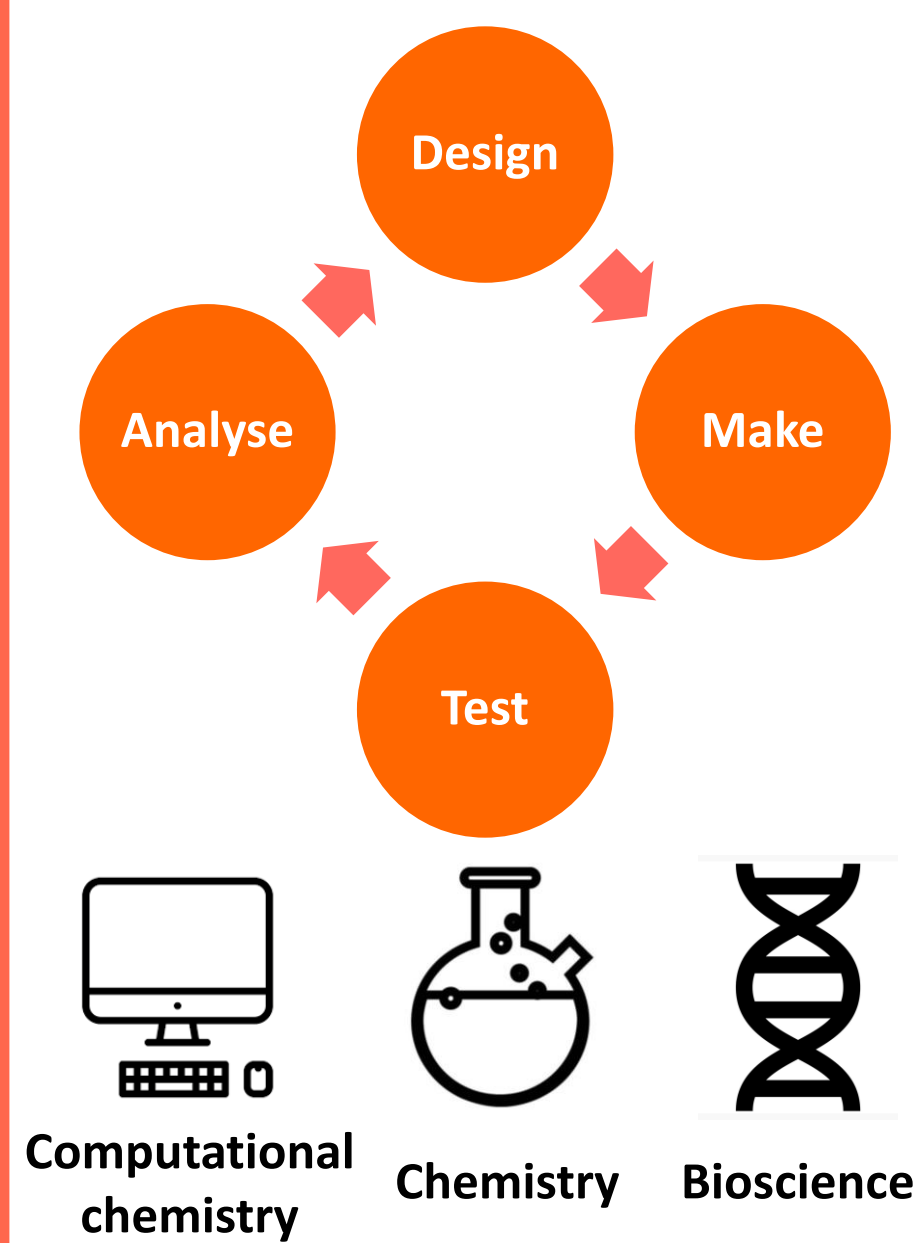 Design
Analyse
Make
Test
Computational
chemistry
Chemistry
Bioscience